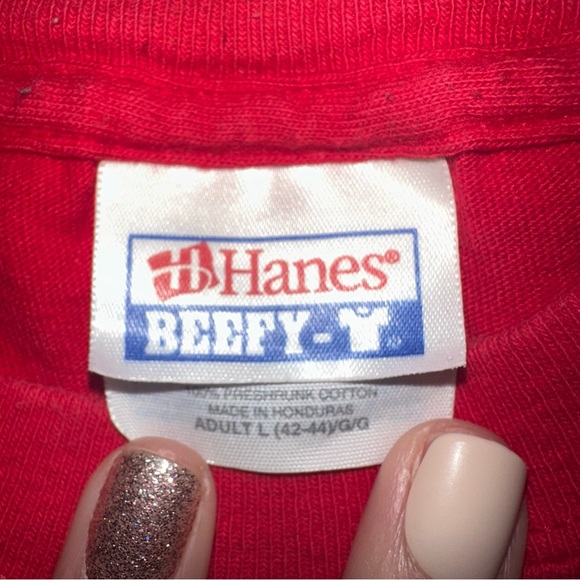 Hanes®
BEEFY-T
100% PRESHRUNK COTTON
MADE IN HONDURAS
ADULT L (42-44)/G/G